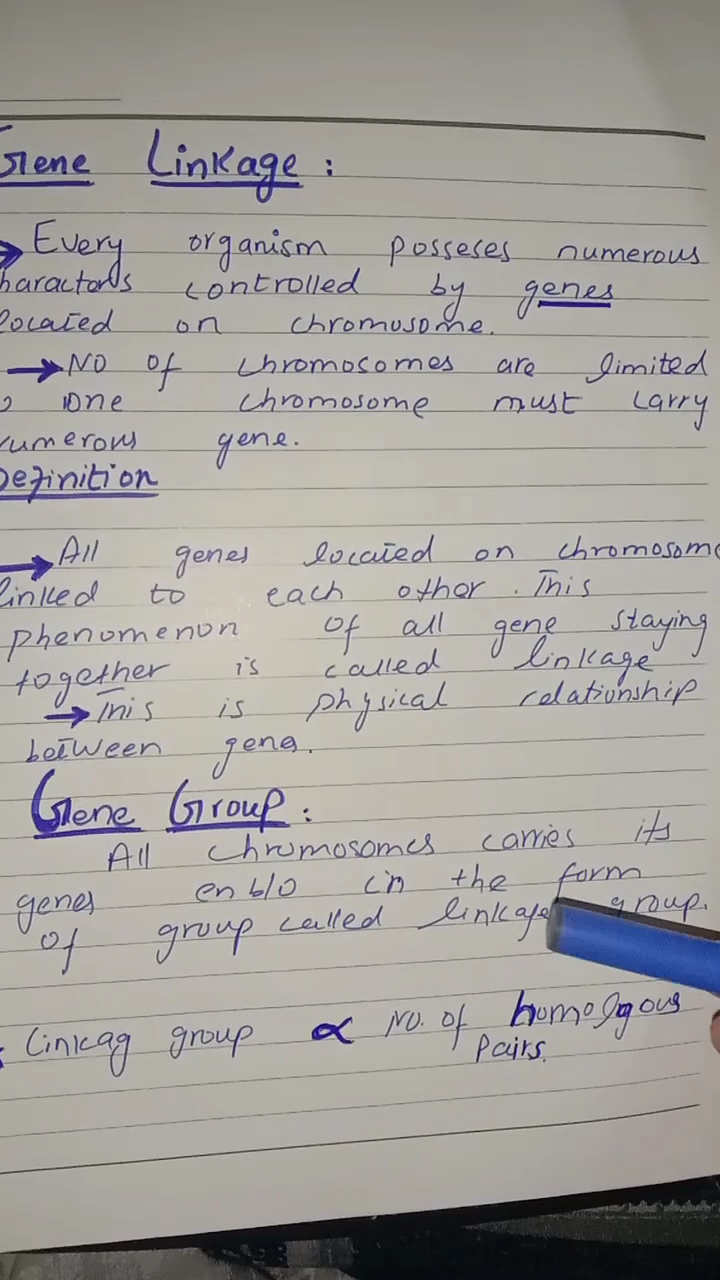 Gene Linkage :
Every organism posseses numerous
haractors controlled by genes
located on chromosome.
No of chromosomes are limited
one chromosome must carry
numerous gene.
Definition
All genes located on chromosome
linked to each other . This
phenomenon of all gene staying
together is called linkage
This is physical relationship
between gene.
Gene Group :
All chromosomes carries its
genes enblo in the form
of group called linkage group.
Linkag group ∝ No. of homologous
Pairs.